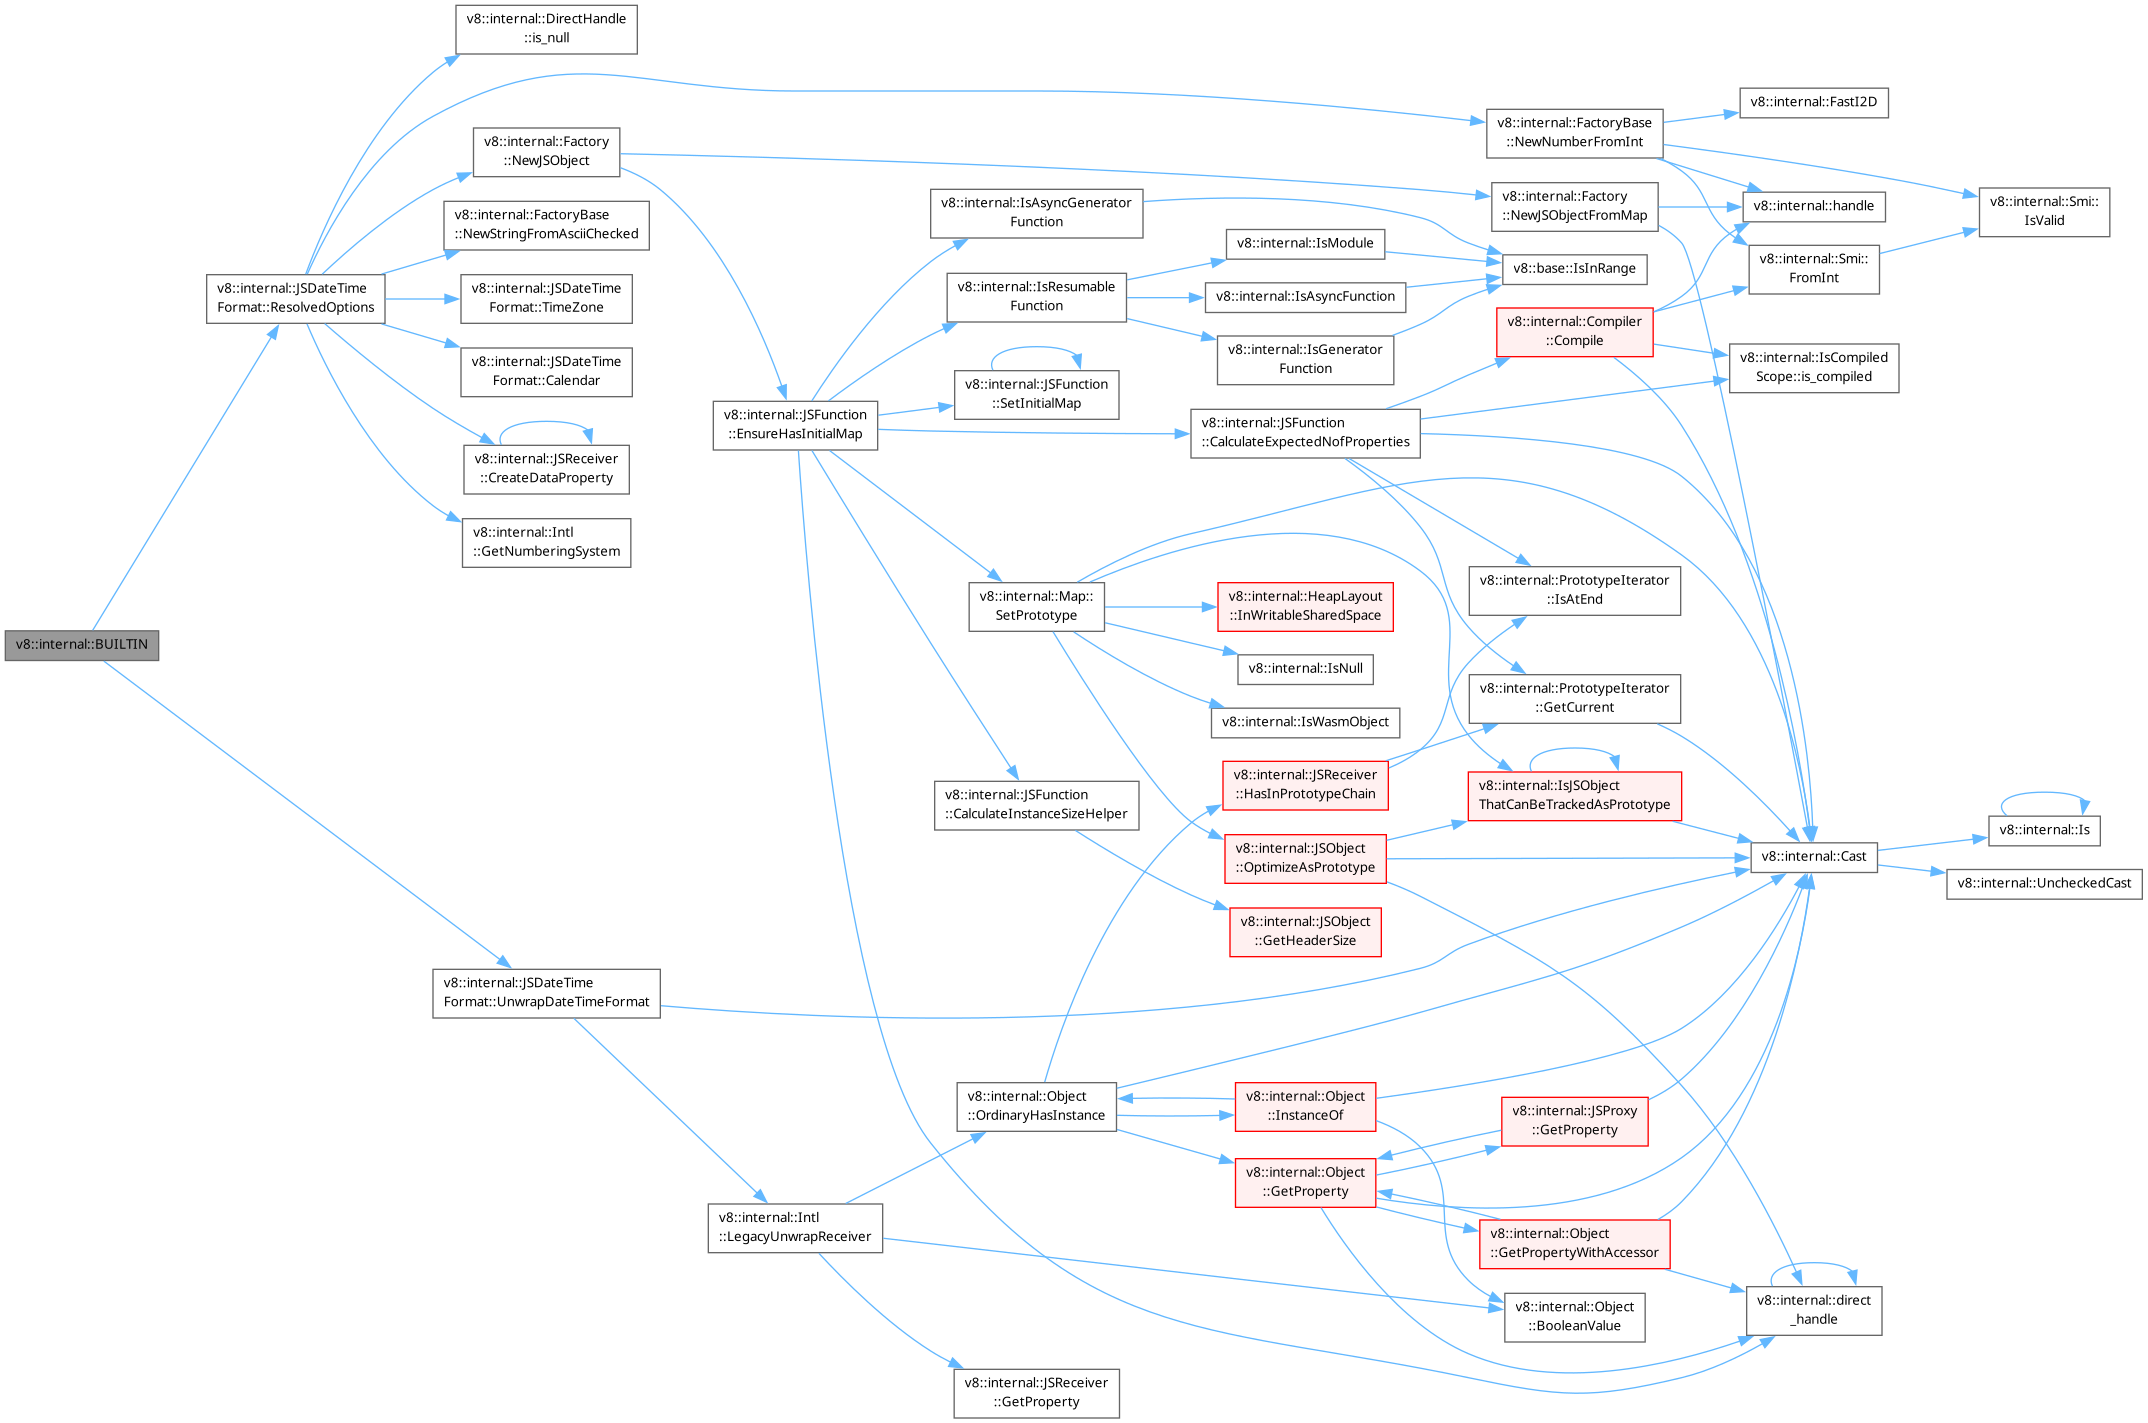 v8::internal::DirectHandle
::is_null
v8::internal::FastI2D
v8::internal::FactoryBase
::NewNumberFromInt
v8::internal::Factory
::NewJSObject
v8::internal::IsAsyncGenerator
Function
v8::internal::Factory
::NewJSObjectFromMap
v8::internal::handle
v8::internal::Smi::
IsValid
v8::internal::FactoryBase
::NewStringFromAsciiChecked
v8::internal::IsModule
v8::base::IsInRange
v8::internal::Smi::
FromInt
v8::internal::JSDateTime
Format::ResolvedOptions
v8::internal::JSDateTime
Format::TimeZone
v8::internal::IsResumable
Function
v8::internal::IsAsyncFunction
v8::internal::Compiler
::Compile
v8::internal::JSDateTime
Format::Calendar
v8::internal::IsGenerator
Function
v8::internal::IsCompiled
Scope::is_compiled
v8::internal::JSFunction
::SetInitialMap
v8::internal::JSFunction
::EnsureHasInitialMap
v8::internal::JSFunction
::CalculateExpectedNofProperties
v8::internal::JSReceiver
::CreateDataProperty
v8::internal::Intl
::GetNumberingSystem
v8::internal::PrototypeIterator
::IsAtEnd
v8::internal::Map::
SetPrototype
v8::internal::HeapLayout
::InWritableSharedSpace
v8::internal::BUILTIN
v8::internal::IsNull
v8::internal::PrototypeIterator
::GetCurrent
v8::internal::IsWasmObject
v8::internal::JSReceiver
::HasInPrototypeChain
v8::internal::IsJSObject
ThatCanBeTrackedAsPrototype
v8::internal::JSFunction
::CalculateInstanceSizeHelper
v8::internal::Is
v8::internal::JSObject
::OptimizeAsPrototype
v8::internal::Cast
v8::internal::UncheckedCast
v8::internal::JSObject
::GetHeaderSize
v8::internal::JSDateTime
Format::UnwrapDateTimeFormat
v8::internal::Object
::OrdinaryHasInstance
v8::internal::Object
::InstanceOf
v8::internal::JSProxy
::GetProperty
v8::internal::Object
::GetProperty
v8::internal::Intl
::LegacyUnwrapReceiver
v8::internal::Object
::GetPropertyWithAccessor
v8::internal::Object
::BooleanValue
v8::internal::direct
_handle
v8::internal::JSReceiver
::GetProperty